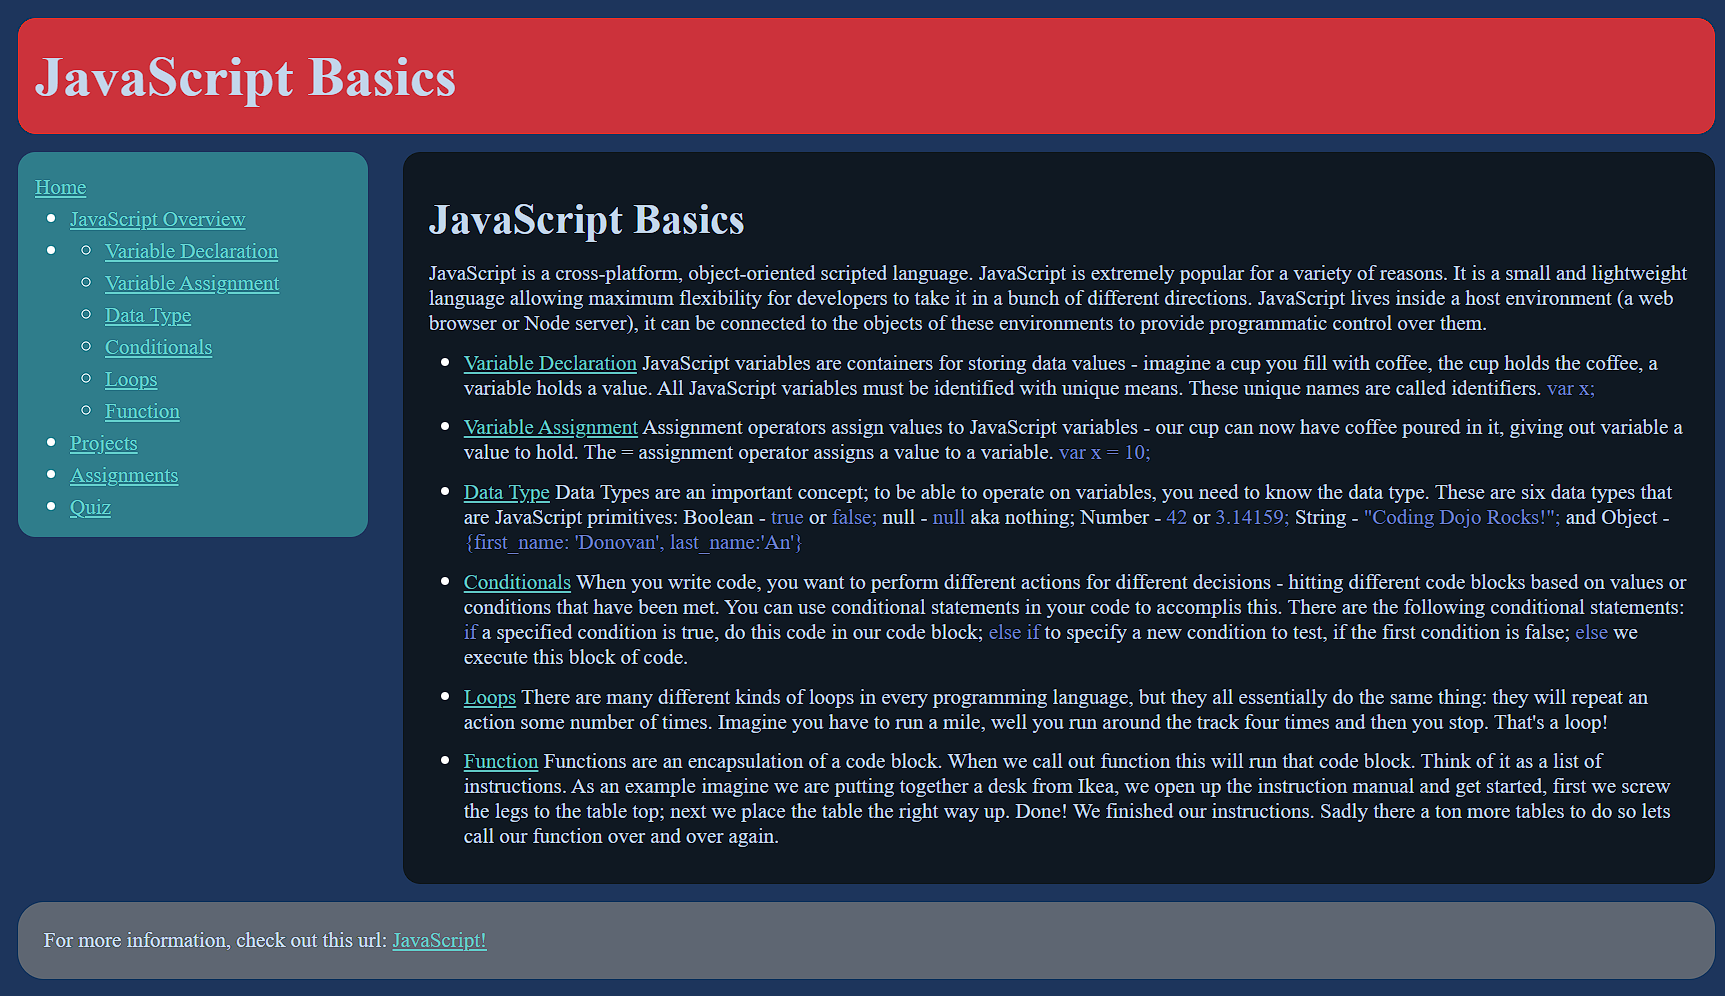 JavaScript Basics
Home
JavaScript Overview
Variable Declaration
Variable Assignment
Data Type
Conditionals
Loops
Function
Projects
Assignments
Quiz
JavaScript Basics
JavaScript is a cross-platform, object-oriented scripted language. JavaScript is extremely popular for a variety of reasons. It is a small and lightweight
language allowing maximum flexibility for developers to take it in a bunch of different directions. JavaScript lives inside a host environment (a web
browser or Node server), it can be connected to the objects of these environments to provide programmatic control over them.
Variable Declaration JavaScript variables are containers for storing data values - imagine a cup you fill with coffee, the cup holds the coffee, a
variable holds a value. All JavaScript variables must be identified with unique means. These unique names are called identifiers. var x;
Variable Assignment Assignment operators assign values to JavaScript variables - our cup can now have coffee poured in it, giving out variable a
value to hold. The = assignment operator assigns a value to a variable. var x = 10;
Data Type Data Types are an important concept; to be able to operate on variables, you need to know the data type. These are six data types that
are JavaScript primitives: Boolean - true or false; null - null aka nothing; Number - 42 or 3.14159; String - "Coding Dojo Rocks!"; and Object -
{first_name: 'Donovan', last_name:'An'}
Conditionals When you write code, you want to perform different actions for different decisions - hitting different code blocks based on values or
conditions that have been met. You can use conditional statements in your code to accomplis this. There are the following conditional statements:
if a specified condition is true, do this code in our code block; else if to specify a new condition to test, if the first condition is false; else we
execute this block of code.
Loops There are many different kinds of loops in every programming language, but they all essentially do the same thing: they will repeat an
action some number of times. Imagine you have to run a mile, well you run around the track four times and then you stop. That's a loop!
Function Functions are an encapsulation of a code block. When we call out function this will run that code block. Think of it as a list of
instructions. As an example imagine we are putting together a desk from Ikea, we open up the instruction manual and get started, first we screw
the legs to the table top; next we place the table the right way up. Done! We finished our instructions. Sadly there a ton more tables to do so lets
call our function over and over again.
For more information, check out this url: JavaScript!